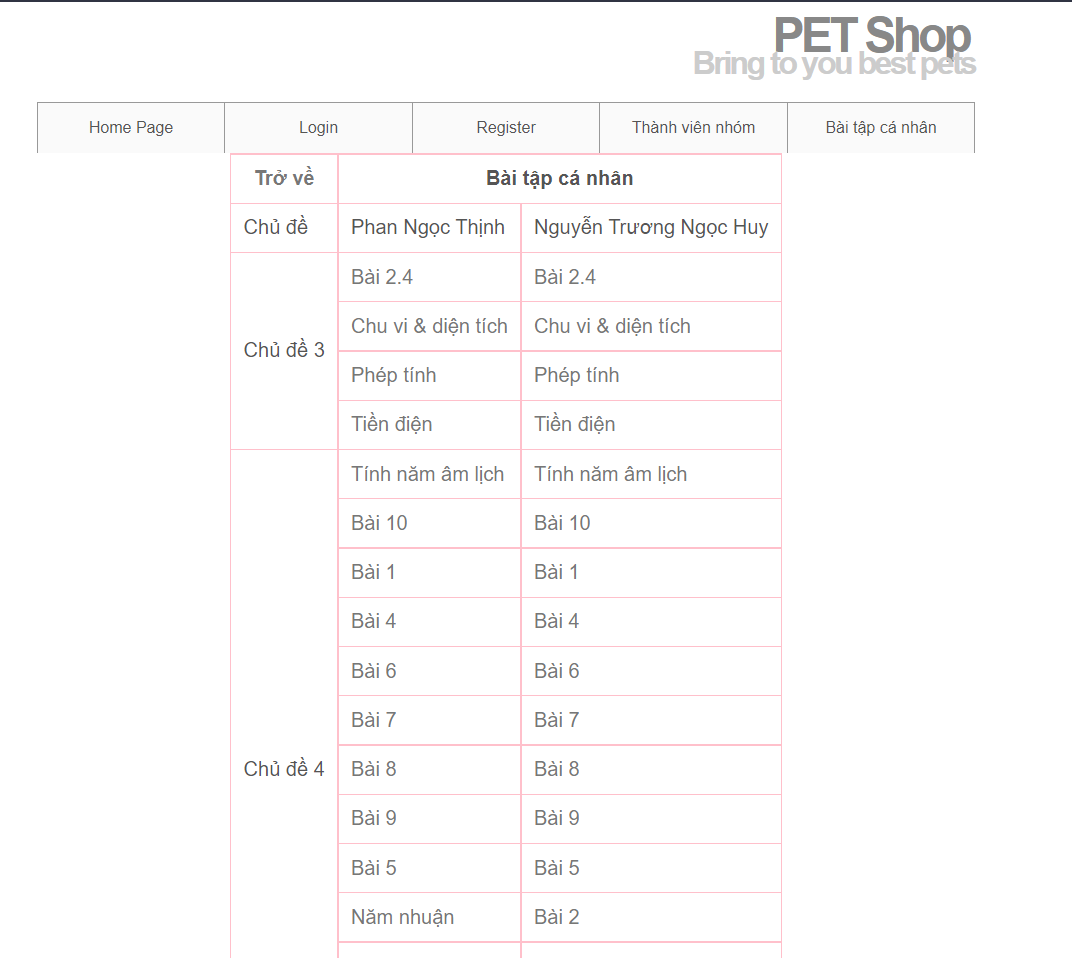 PET Shop
Bring to you best pets
Home Page Login Register Thành viên nhóm Bài tập cá nhân
Trở về Bài tập cá nhân
Chủ đề Phan Ngọc Thịnh Nguyễn Trương Ngọc Huy
Bài 2.4 Bài 2.4
Chu vi & diện tích Chu vi & diện tích
Chủ đề 3
Phép tính Phép tính
Tiền điện Tiền điện
Tính năm âm lịch Tính năm âm lịch
Bài 10 Bài 10
Bài 1 Bài 1
Bài 4 Bài 4
Bài 6 Bài 6
Bài 7 Bài 7
Chủ đề 4 Bài 8 Bài 8
Bài 9 Bài 9
Bài 5 Bài 5
Năm nhuận Bài 2